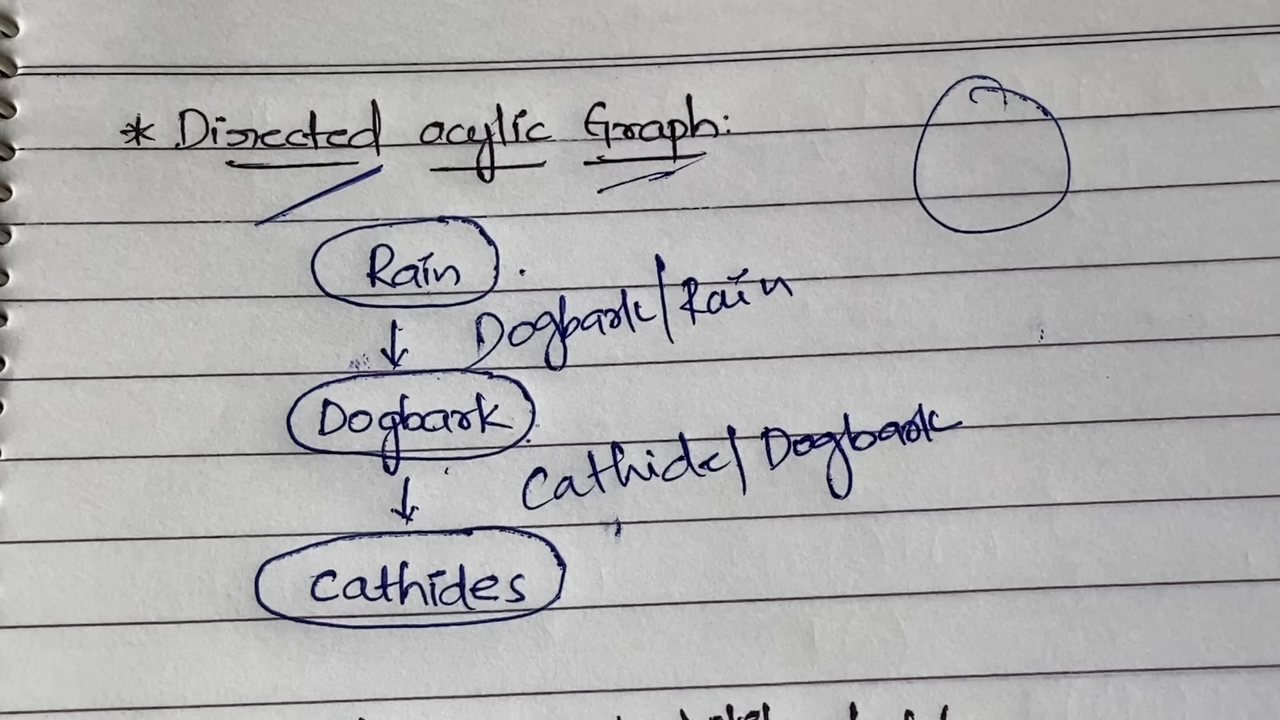 * Directed acylic Graph:
Rain
Dogbark/Rain
Dogbark
Cathide/Dogbark
Cathides